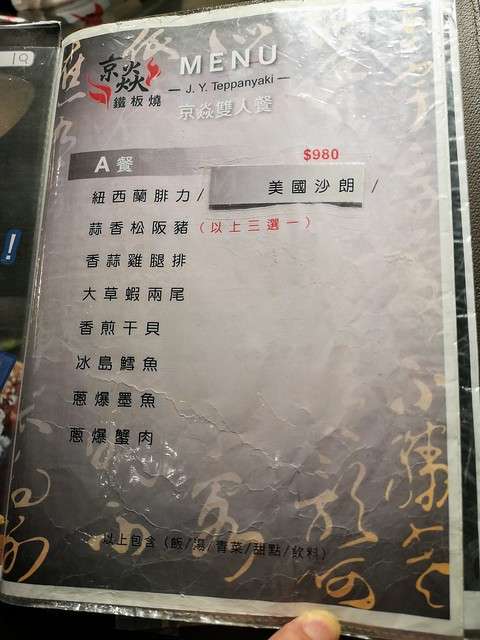 京焱
鐵板燒
MENU
— J. Y. Teppanyaki —
京焱雙人餐
A 餐
$980
紐西蘭腓力/ 美國沙朗 /
蒜香松阪豬(以上三選一)
香蒜雞腿排
大草蝦兩尾
香煎干貝
冰島鱈魚
蔥爆墨魚
蔥爆蟹肉
以上包含(飯/湯/青菜/甜點/飲料)
!